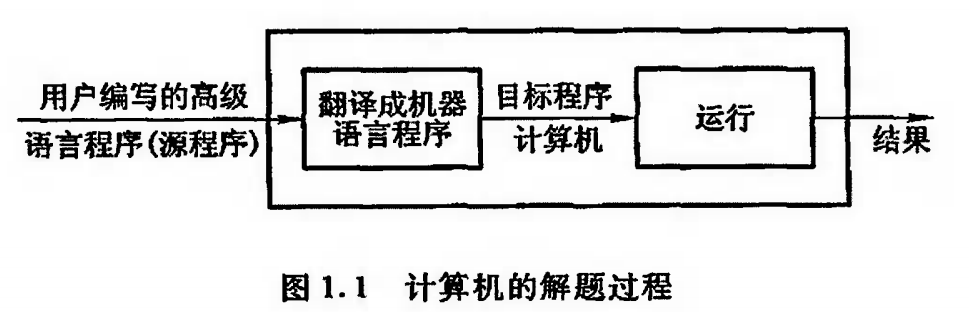 用户编写的高级
语言程序(源程序)
翻译成机器
语言程序
目标程序
计算机
运行
结果
图 1.1 计算机的解题过程